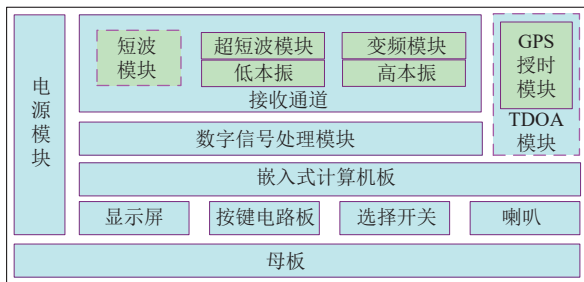 电
源
模
块
短波
模块
超短波模块
低本振
变频模块
高本振
接收通道
GPS
授时
模块
TDOA
模块
数字信号处理模块
嵌入式计算机板
显示屏
按键电路板
选择开关
喇叭
母板